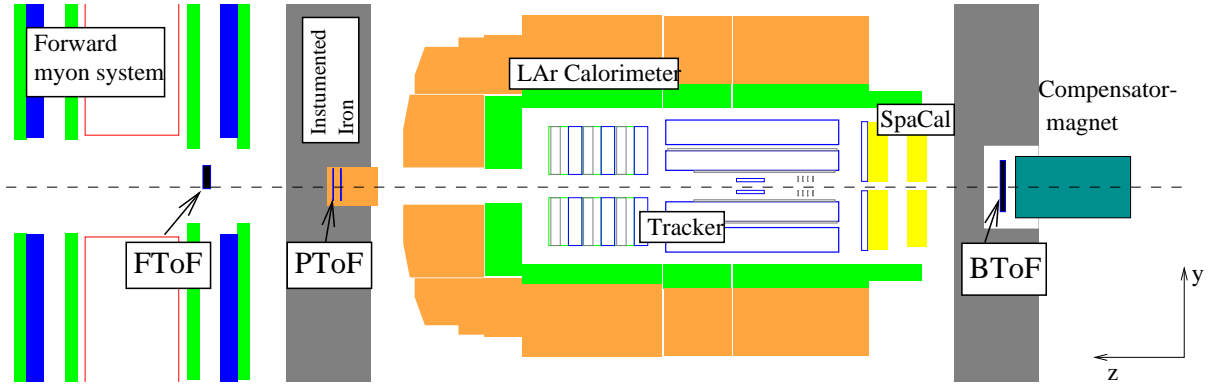 Forward
myon system
Instumented
Iron
LAr Calorimeter
SpaCal
Compensator-
magnet
Tracker
FToF
PToF
BToF
y
z